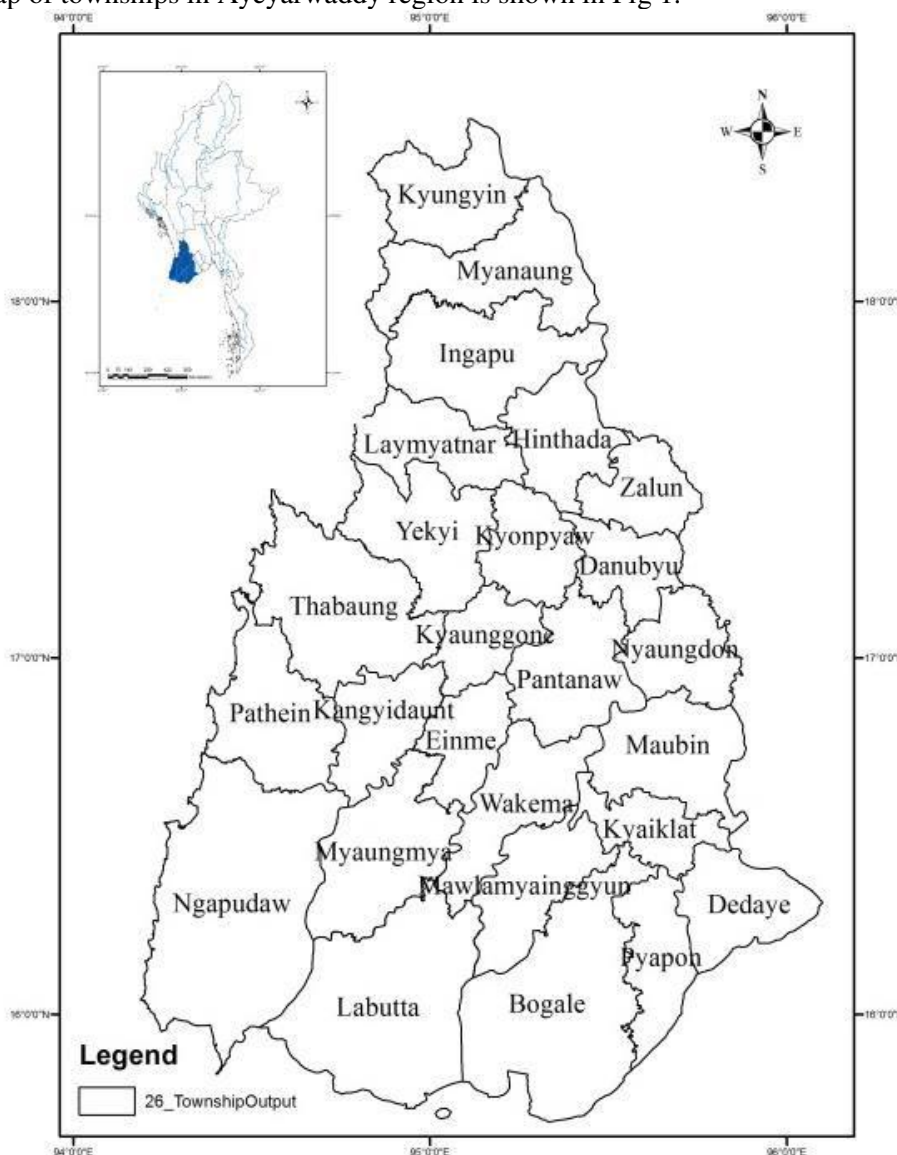 ap of townships in Ayeyarwaddy region is shown in Fig 1.
94°0'0"E 95°0'0"E 96°0'0"E
N
W E
S
Kyungyin
Myanaung
18°0'0"N 18°0'0"N
Ingapu
Hinthada
Laymyatnar
Zalun
Yekyi
Kyonpyaw
Danubyu
Thabaung
Kyaunggone
Nyaungdon
17°0'0"N 17°0'0"N
Pantanaw
Pathein
Kangyidaunt
Einme
Maubin
Wakema
Kyaiklat
Myaungmya
Mawlamyainggyun
Ngapudaw
Dedaye
Pyapon
Labutta
Bogale
16°0'0"N 16°0'0"N
Legend
26_TownshipOutput
94°0'0"E 95°0'0"E 96°0'0"E